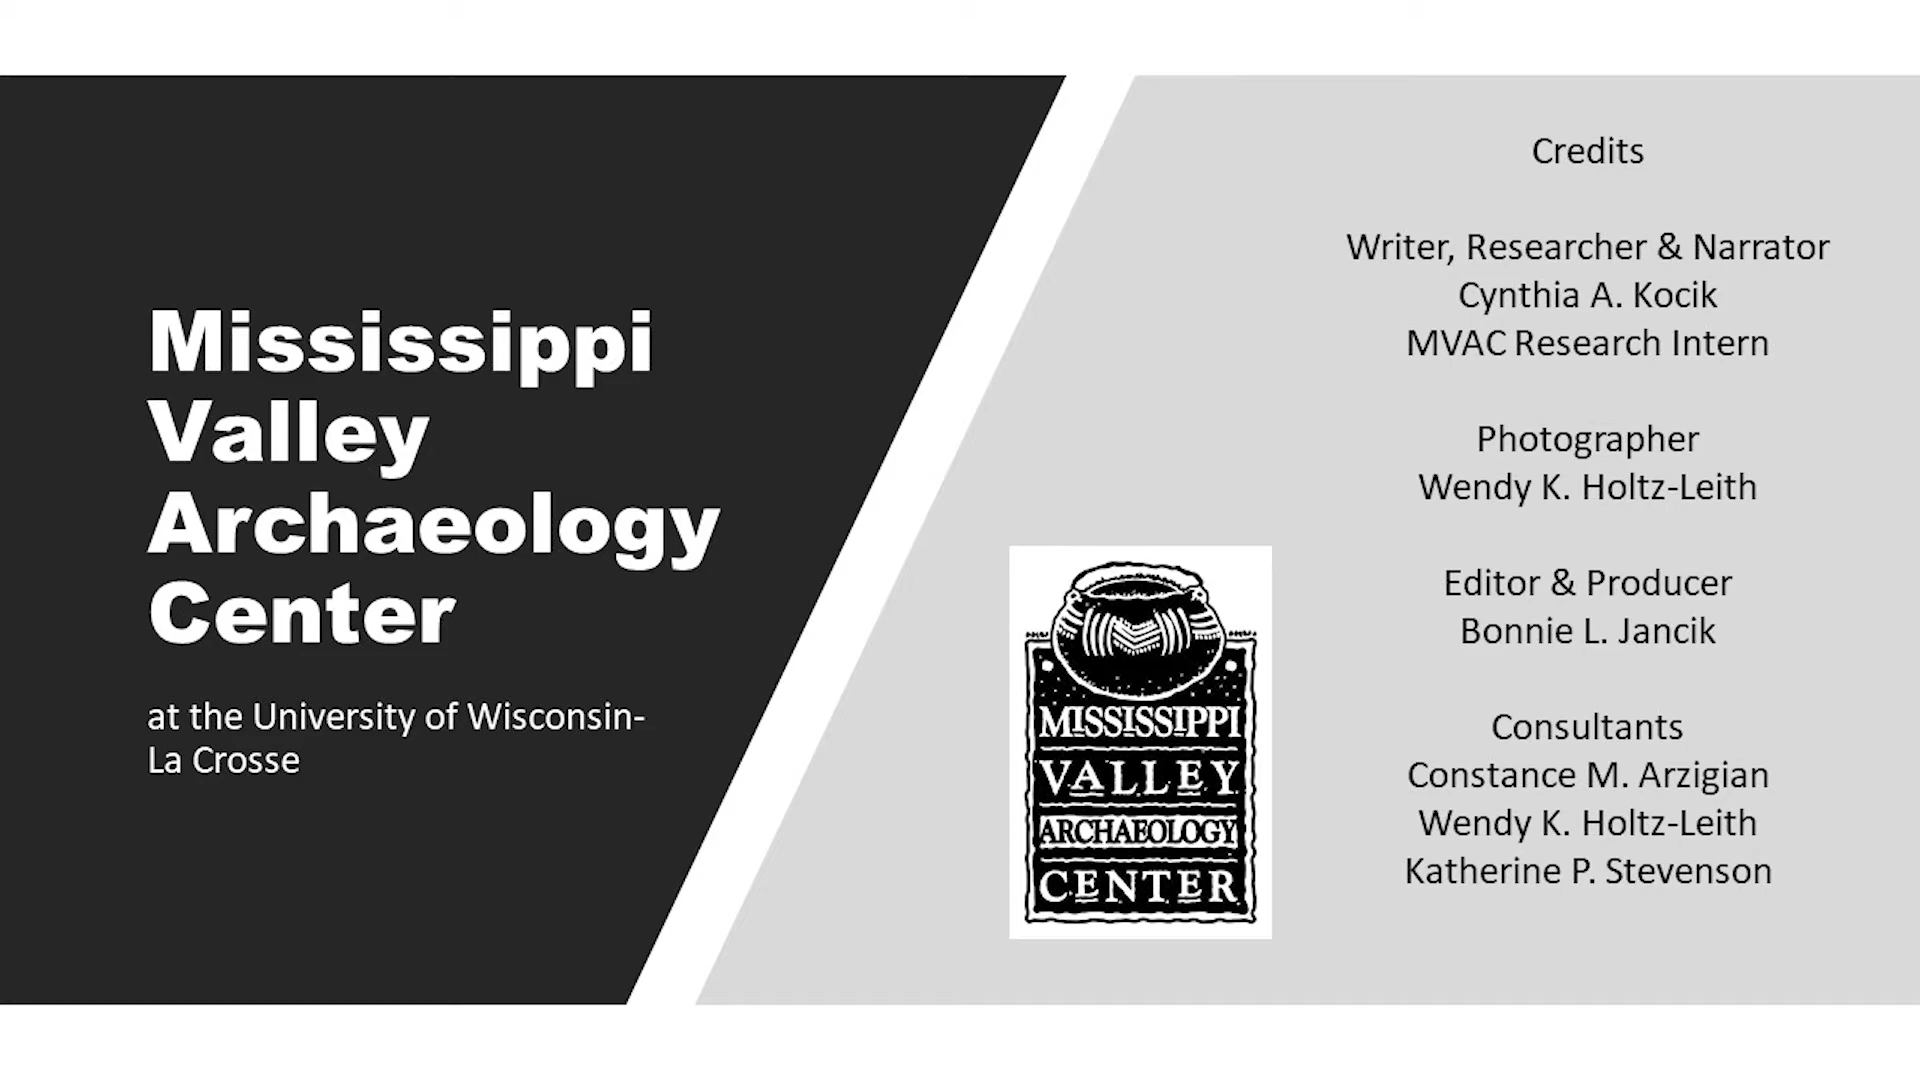 Mississippi
Valley
Archaeology
Center
at the University of Wisconsin-
La Crosse
Credits
Writer, Researcher & Narrator
Cynthia A. Kocik
MVAC Research Intern
Photographer
Wendy K. Holtz-Leith
Editor & Producer
Bonnie L. Jancik
Consultants
Constance M. Arzigian
Wendy K. Holtz-Leith
Katherine P. Stevenson
MISSISSIPPI
VALLEY
ARCHAEOLOGY
CENTER